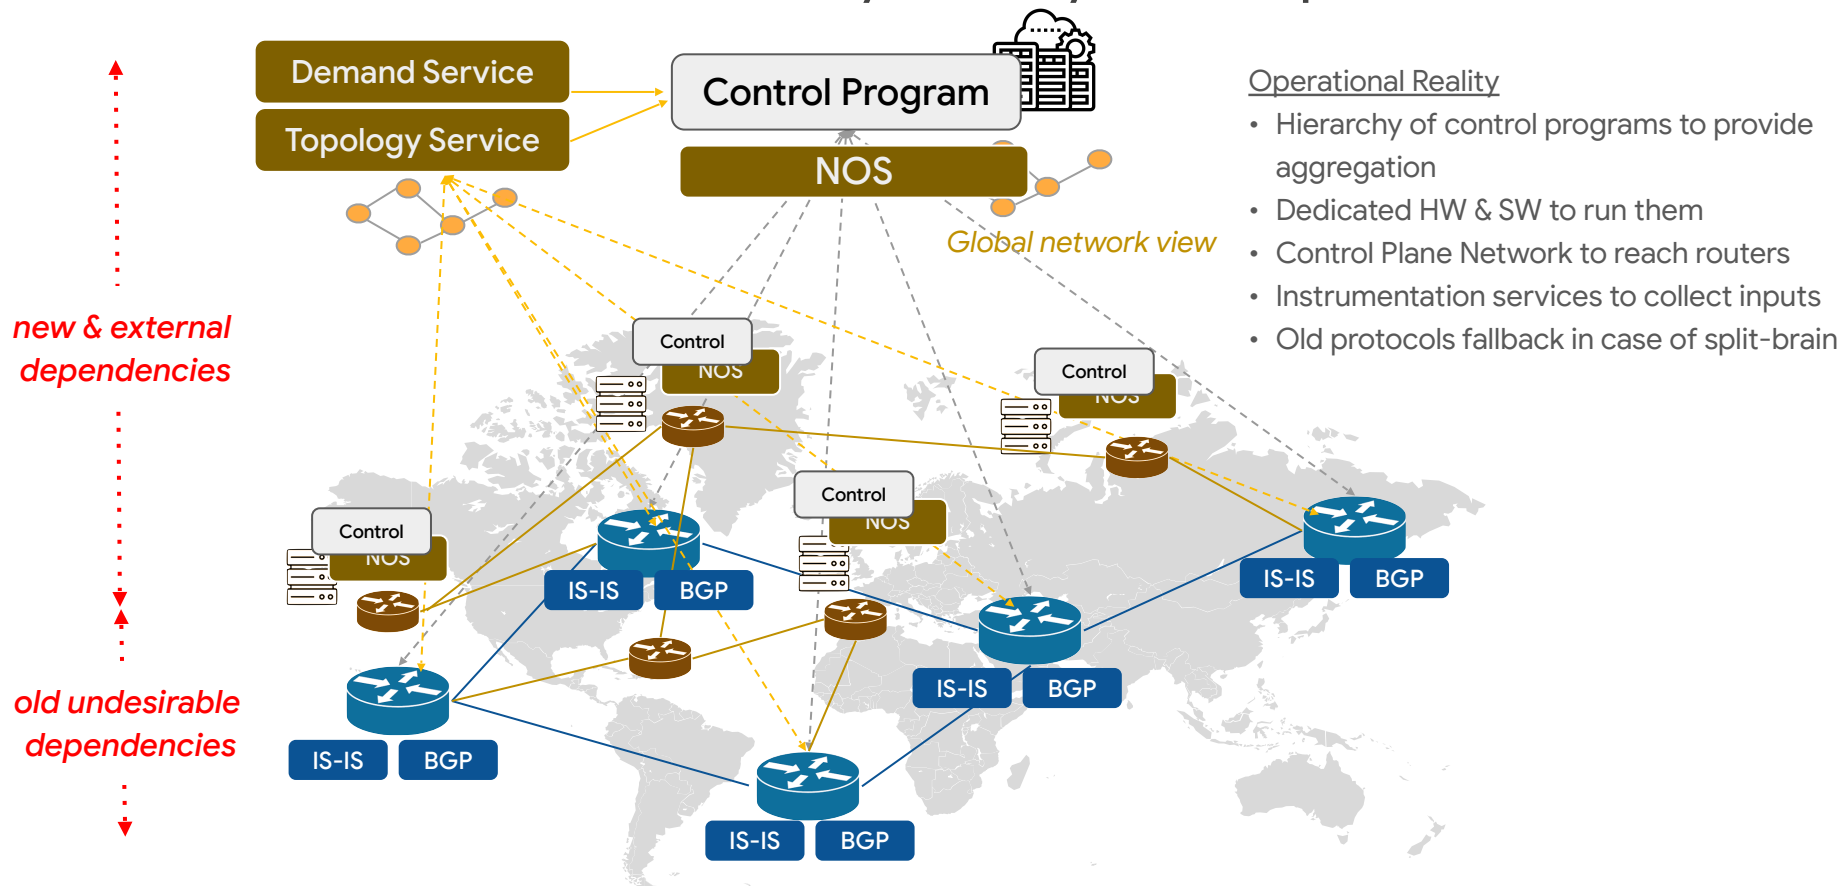 Demand Service
Topology Service
Control Program
NOS
Global network view
Operational Reality
• Hierarchy of control programs to provide
aggregation
• Dedicated HW & SW to run them
• Control Plane Network to reach routers
• Instrumentation services to collect inputs
• Old protocols fallback in case of split-brain
new & external
dependencies
old undesirable
dependencies
Control
NOS
Control
NOS
Control
NOS
Control
NOS
IS-IS BGP
IS-IS BGP
IS-IS BGP
IS-IS BGP
IS-IS BGP